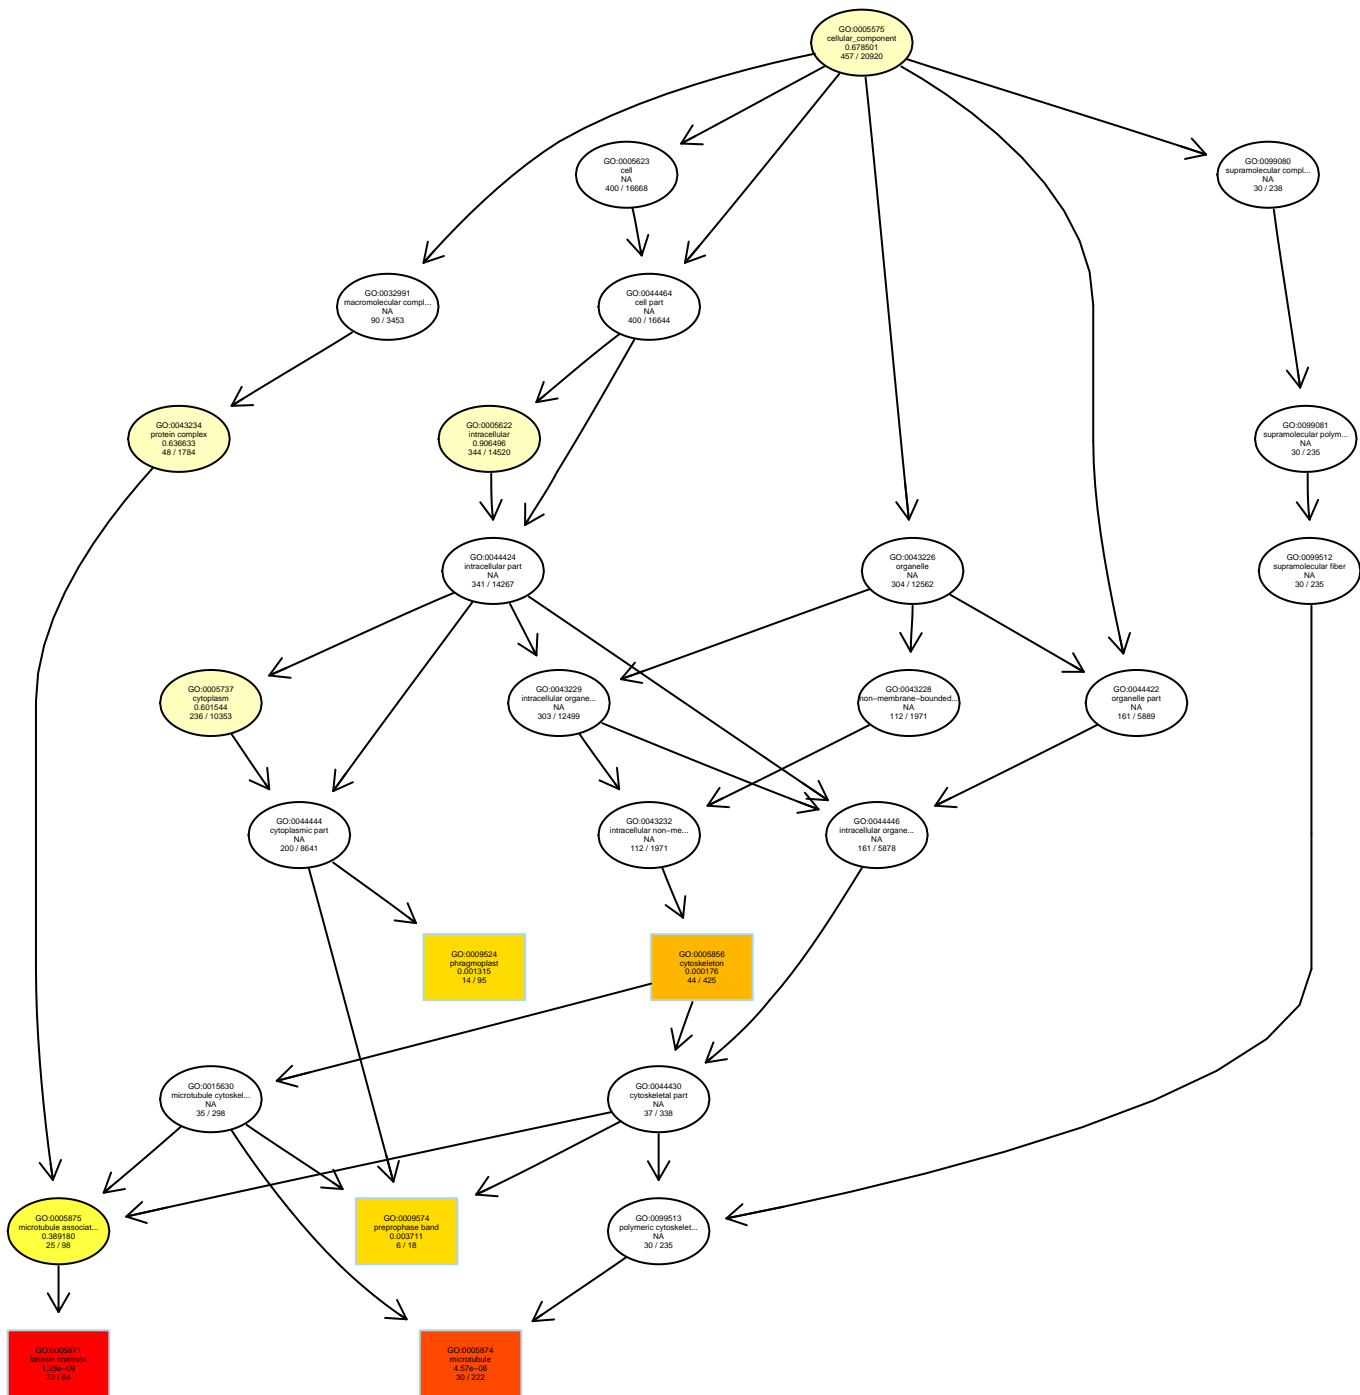 GO:0005575
cellular_component
0.678501
457 / 20920
GO:0005623
cell
NA
400 / 16668
GO:0099080
supramolecular compl...
NA
30 / 238
GO:0032991
macromolecular compl...
NA
90 / 3453
GO:0044464
cell part
NA
400 / 16644
GO:0043234
protein complex
0.636633
48 / 1784
GO:0005622
intracellular
0.906496
344 / 14520
GO:0099081
supramolecular polym...
NA
30 / 235
GO:0044424
intracellular part
NA
341 / 14267
GO:0043226
organelle
NA
304 / 12562
GO:0099512
supramolecular fiber
NA
30 / 235
GO:0005737
cytoplasm
0.601544
236 / 10353
GO:0043229
intracellular organe...
NA
303 / 12499
GO:0043228
non−membrane−bounded...
NA
112 / 1971
GO:0044422
organelle part
NA
161 / 5889
GO:0044444
cytoplasmic part
NA
200 / 8641
GO:0043232
intracellular non−me...
NA
112 / 1971
GO:0044446
intracellular organe...
NA
161 / 5878
GO:0009524
phragmoplast
0.001315
14 / 95
GO:0005856
cytoskeleton
0.000176
44 / 425
GO:0015630
microtubule cytoskel...
NA
35 / 298
GO:0044430
cytoskeletal part
NA
37 / 338
GO:0005875
microtubule associat...
0.389180
25 / 98
GO:0009574
preprophase band
0.003711
6 / 18
GO:0099513
polymeric cytoskelet...
NA
30 / 235
GO:0005871
kinesin complex
1.28e−09
22 / 64
GO:0005874
microtubule
4.57e−08
30 / 222